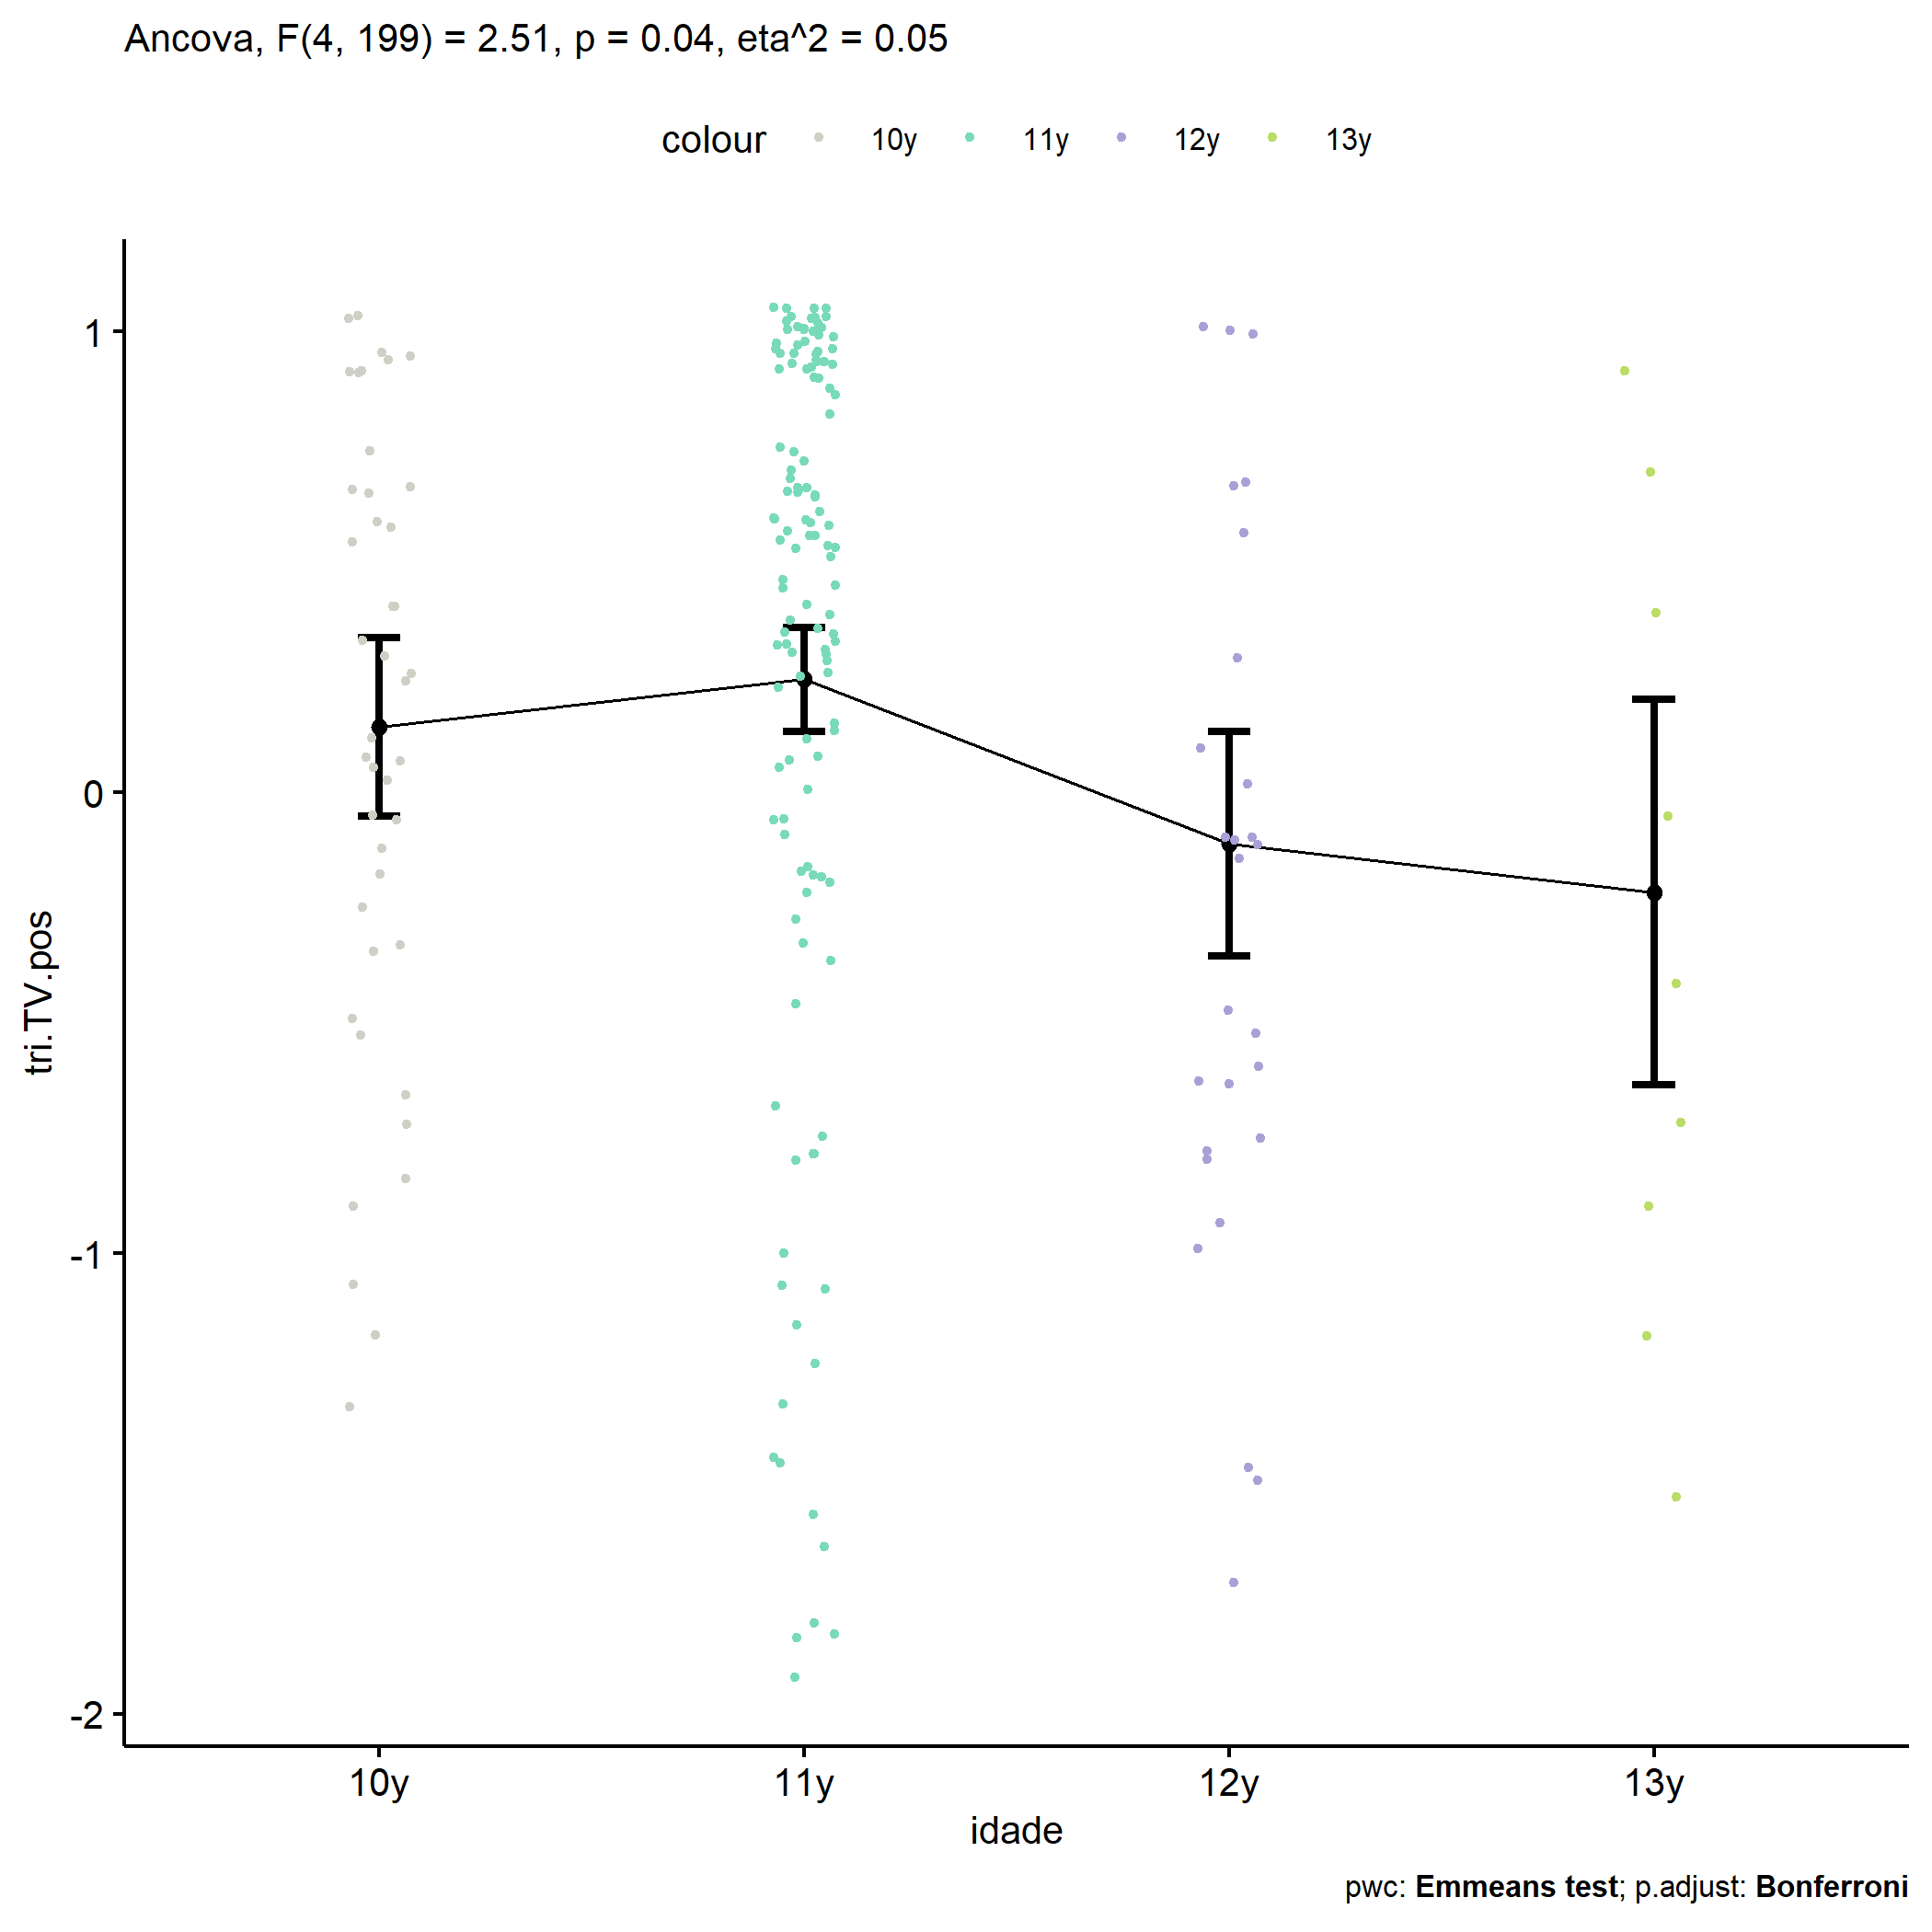 Ancova, F(4, 199) = 2.51, p = 0.04, eta^2 = 0.05
colour 10y 11y 12y 13y
1
0
-1
-2
tri.TV.pos
10y 11y 12y 13y
idade
pwc: Emmeans test; p.adjust: Bonferroni